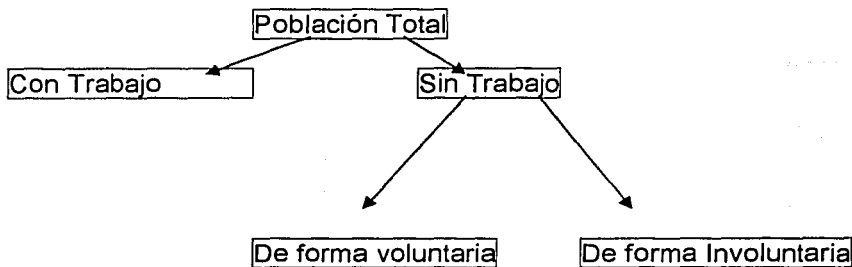 Población Total
Con Trabajo
Sin Trabajo
De forma voluntaria
De forma Involuntaria